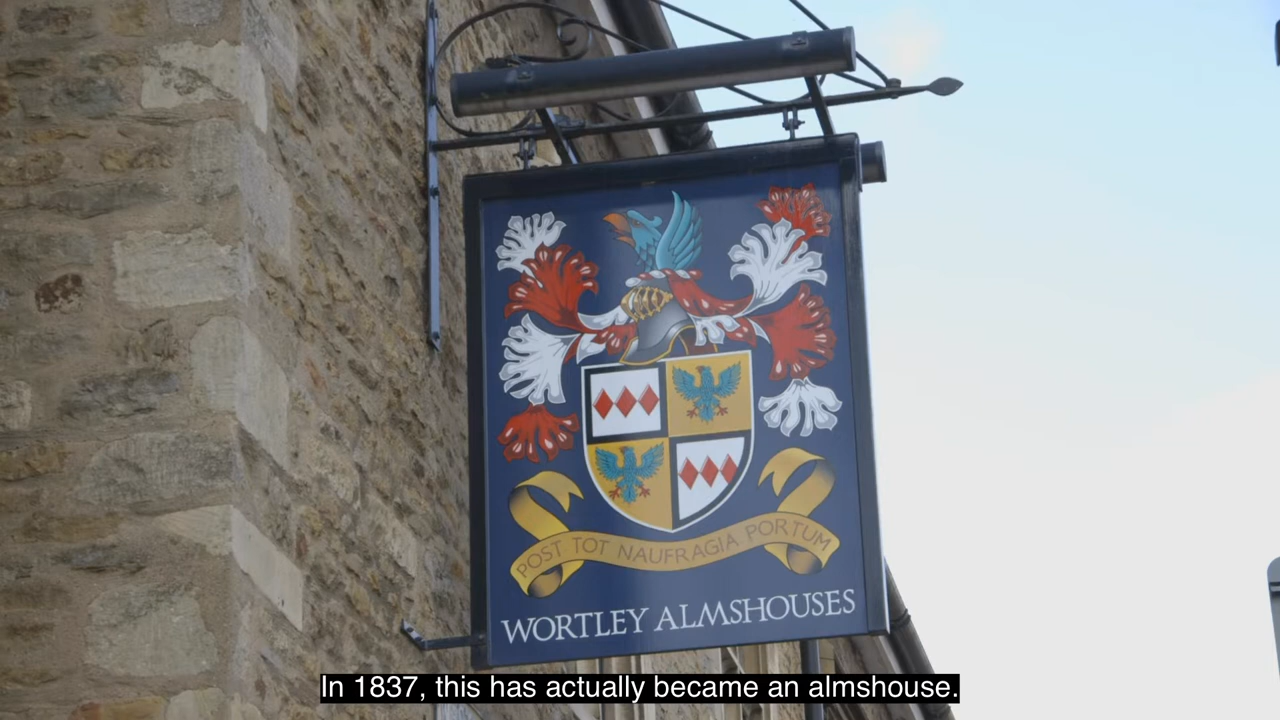 POST TOT NAUFRAGIA PORTUM
WORTLEY ALMSHOUSES
In 1837, this has actually became an almshouse.